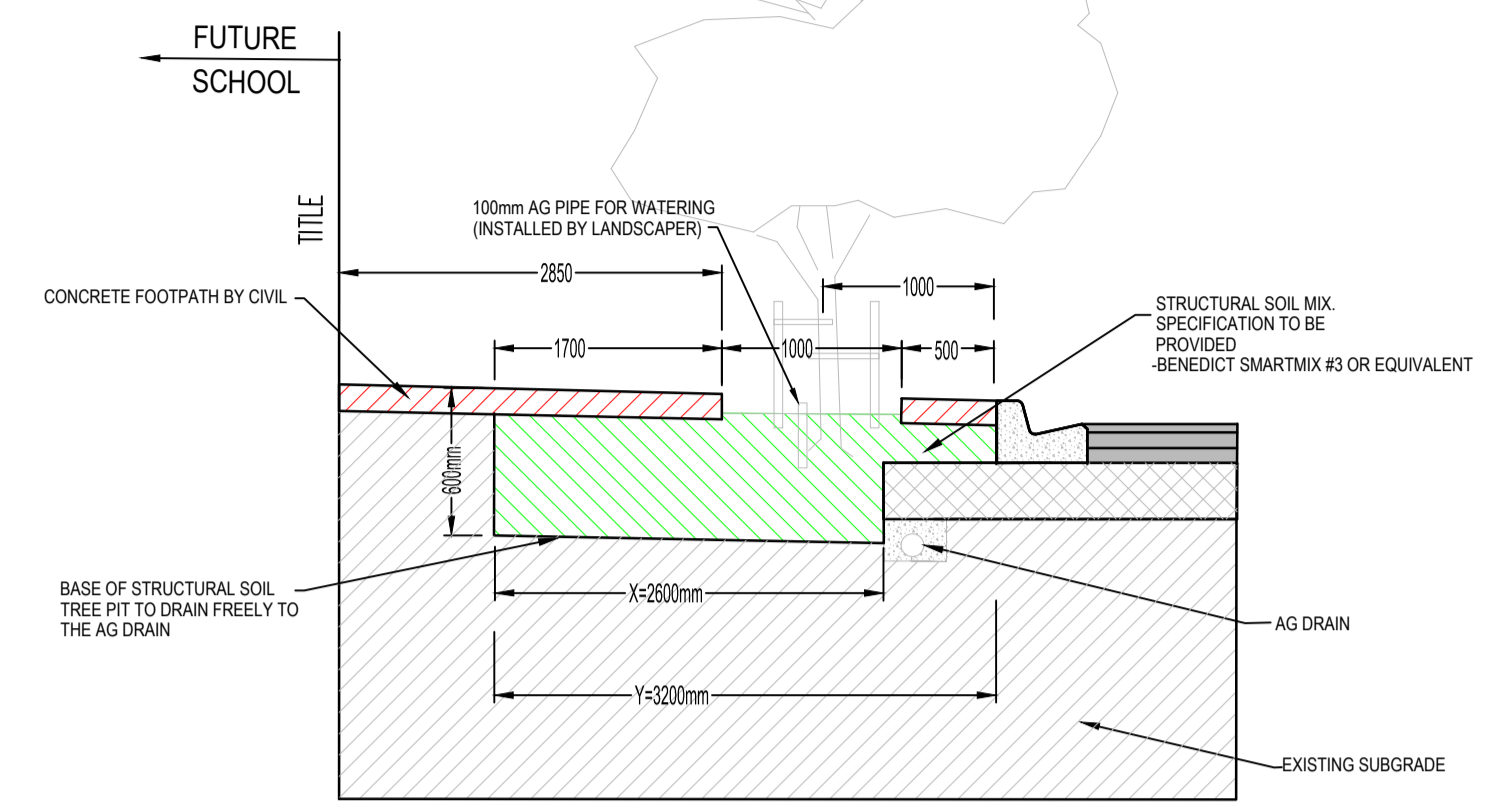 FUTURE
SCHOOL
TITLE
100mm AG PIPE FOR WATERING
(INSTALLED BY LANDSCAPER)
2850
1000
CONCRETE FOOTPATH BY CIVIL
STRUCTURAL SOIL MIX.
SPECIFICATION TO BE
PROVIDED
-BENEDICT SMARTMIX #3 OR EQUIVALENT
1700
1000
500
600mm
BASE OF STRUCTURAL SOIL
TREE PIT TO DRAIN FREELY TO
THE AG DRAIN
X=2600mm
AG DRAIN
Y=3200mm
EXISTING SUBGRADE